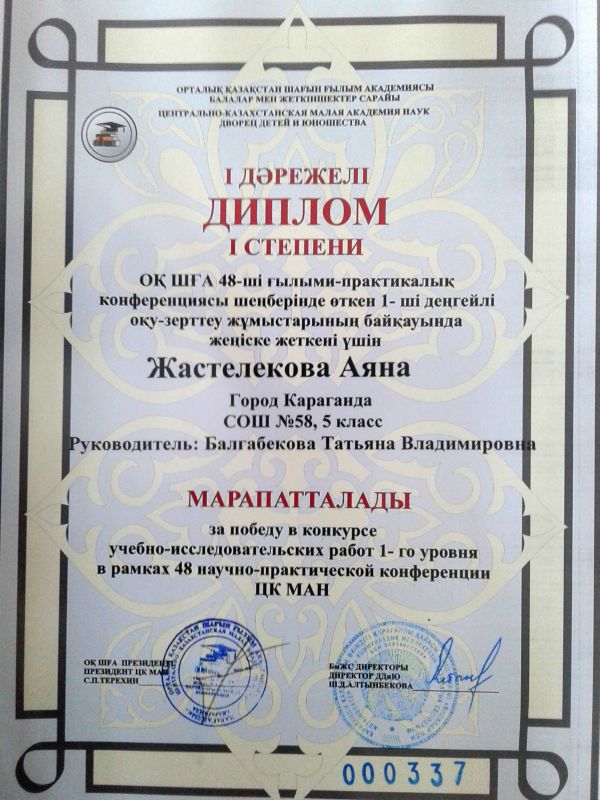 ОРТАЛЫҚ ҚАЗАҚСТАН ШАҒЫН ҒЫЛЫМ АКАДЕМИЯСЫ
БАЛАЛАР МЕН ЖЕТКІНШЕКТЕР САРАЙЫ
ЦЕНТРАЛЬНО-КАЗАХСТАНСКАЯ МАЛАЯ АКАДЕМИЯ НАУК
ДВОРЕЦ ДЕТЕЙ И ЮНОШЕСТВА
І ДӘРЕЖЕЛІ
ДИПЛОМ
І СТЕПЕНИ
ОҚ ШҒА 48-ші ғылыми-практикалық
конференциясы шеңберінде өткен 1- ші деңгейлі
оқу-зерттеу жұмыстарының байқауында
жеңіске жеткені үшін
Жастелекова Аяна
Город Караганда
СОШ №58, 5 класс
Руководитель: Балгабекова Татьяна Владимировна
МАРАПАТТАЛАДЫ
за победу в конкурсе
учебно-исследовательских работ 1- го уровня
в рамках 48 научно-практической конференции
ЦК МАН
ОҚ ШҒА ПРЕЗИДЕНТІ
ПРЕЗИДЕНТ ЦК МАН
С.П.ТЕРЕХИН
БжЖС ДИРЕКТОРЫ
ДИРЕКТОР ДДиЮ
Ш.Д.АЛТЫНБЕКОВА
000337